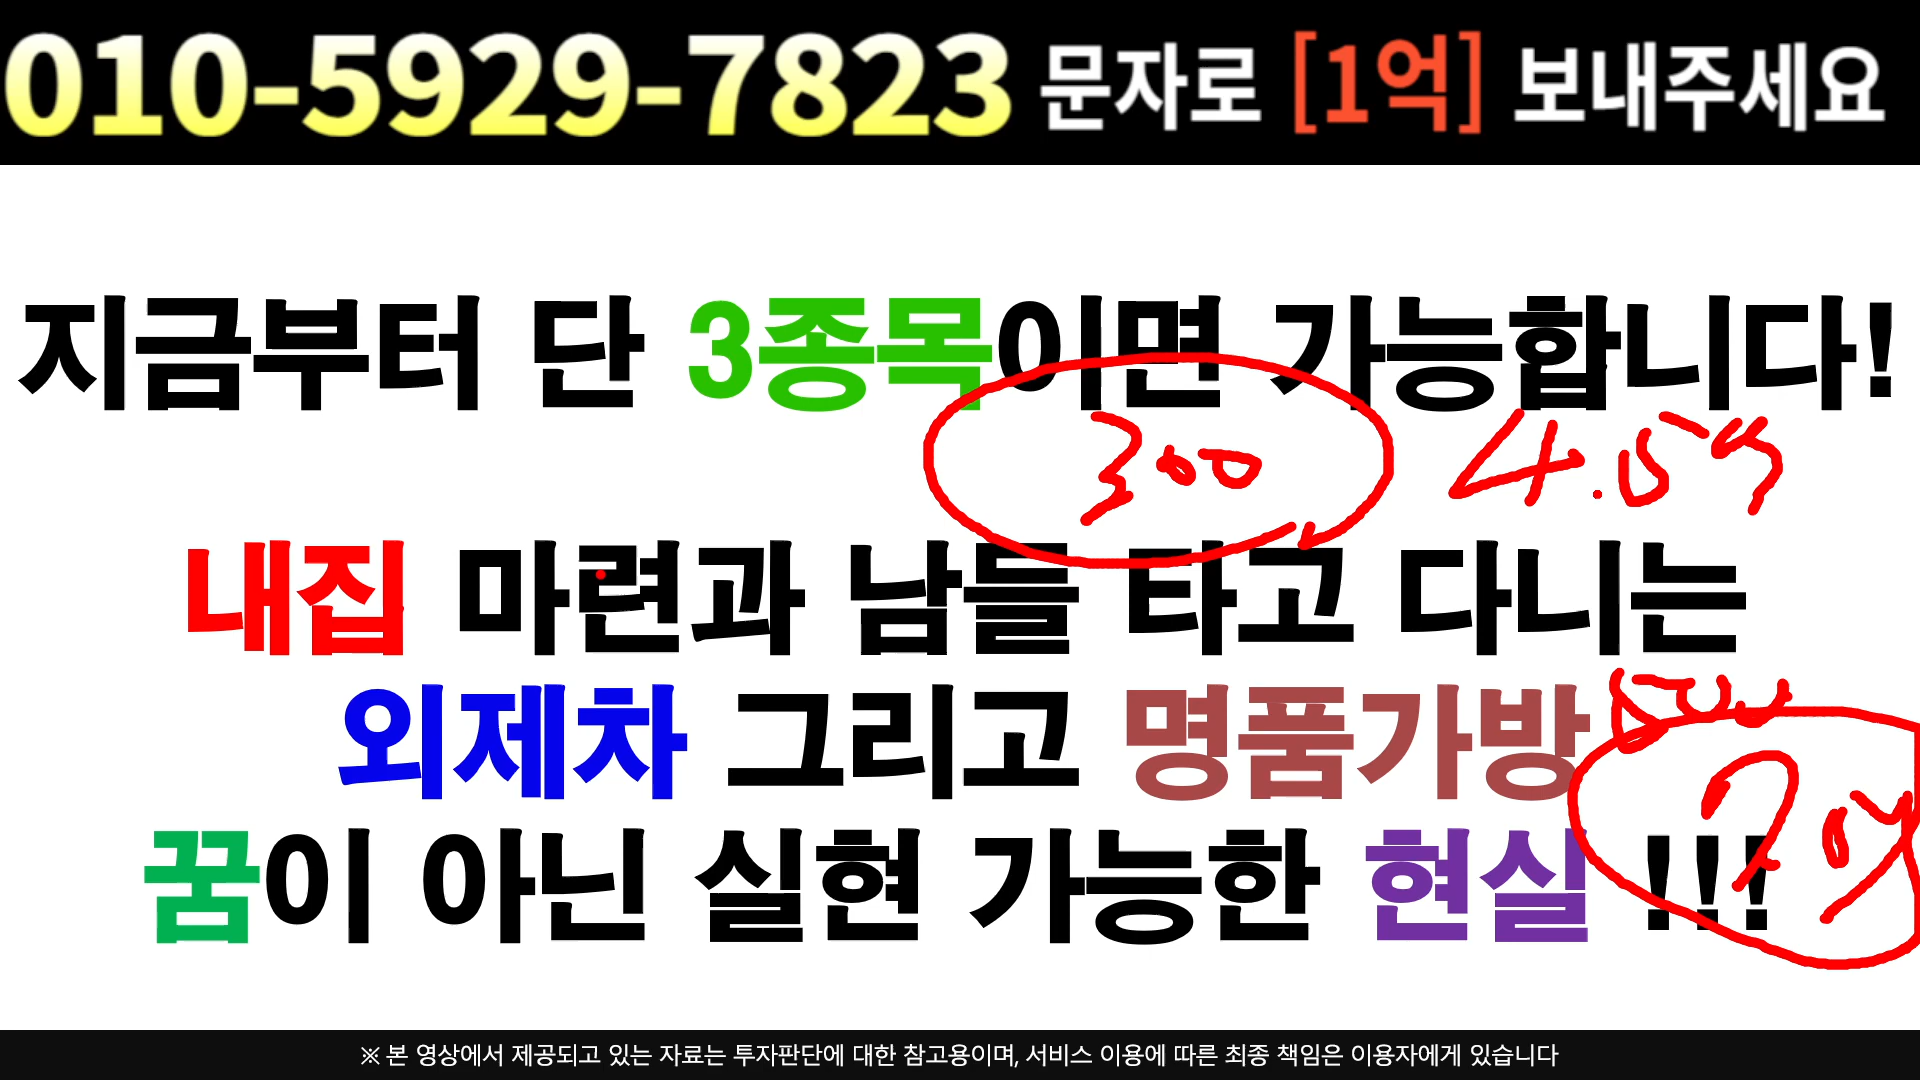 010-5929-7823 문자로 [1억] 보내주세요
지금부터 단 3종목이면 가능합니다!
300
4.5억
내집 마련과 남들 타고 다니는
500
외제차 그리고 명품가방
꿈이 아닌 실현 가능한 현실 !!!
※ 본 영상에서 제공되고 있는 자료는 투자판단에 대한 참고용이며, 서비스 이용에 따른 최종 책임은 이용자에게 있습니다